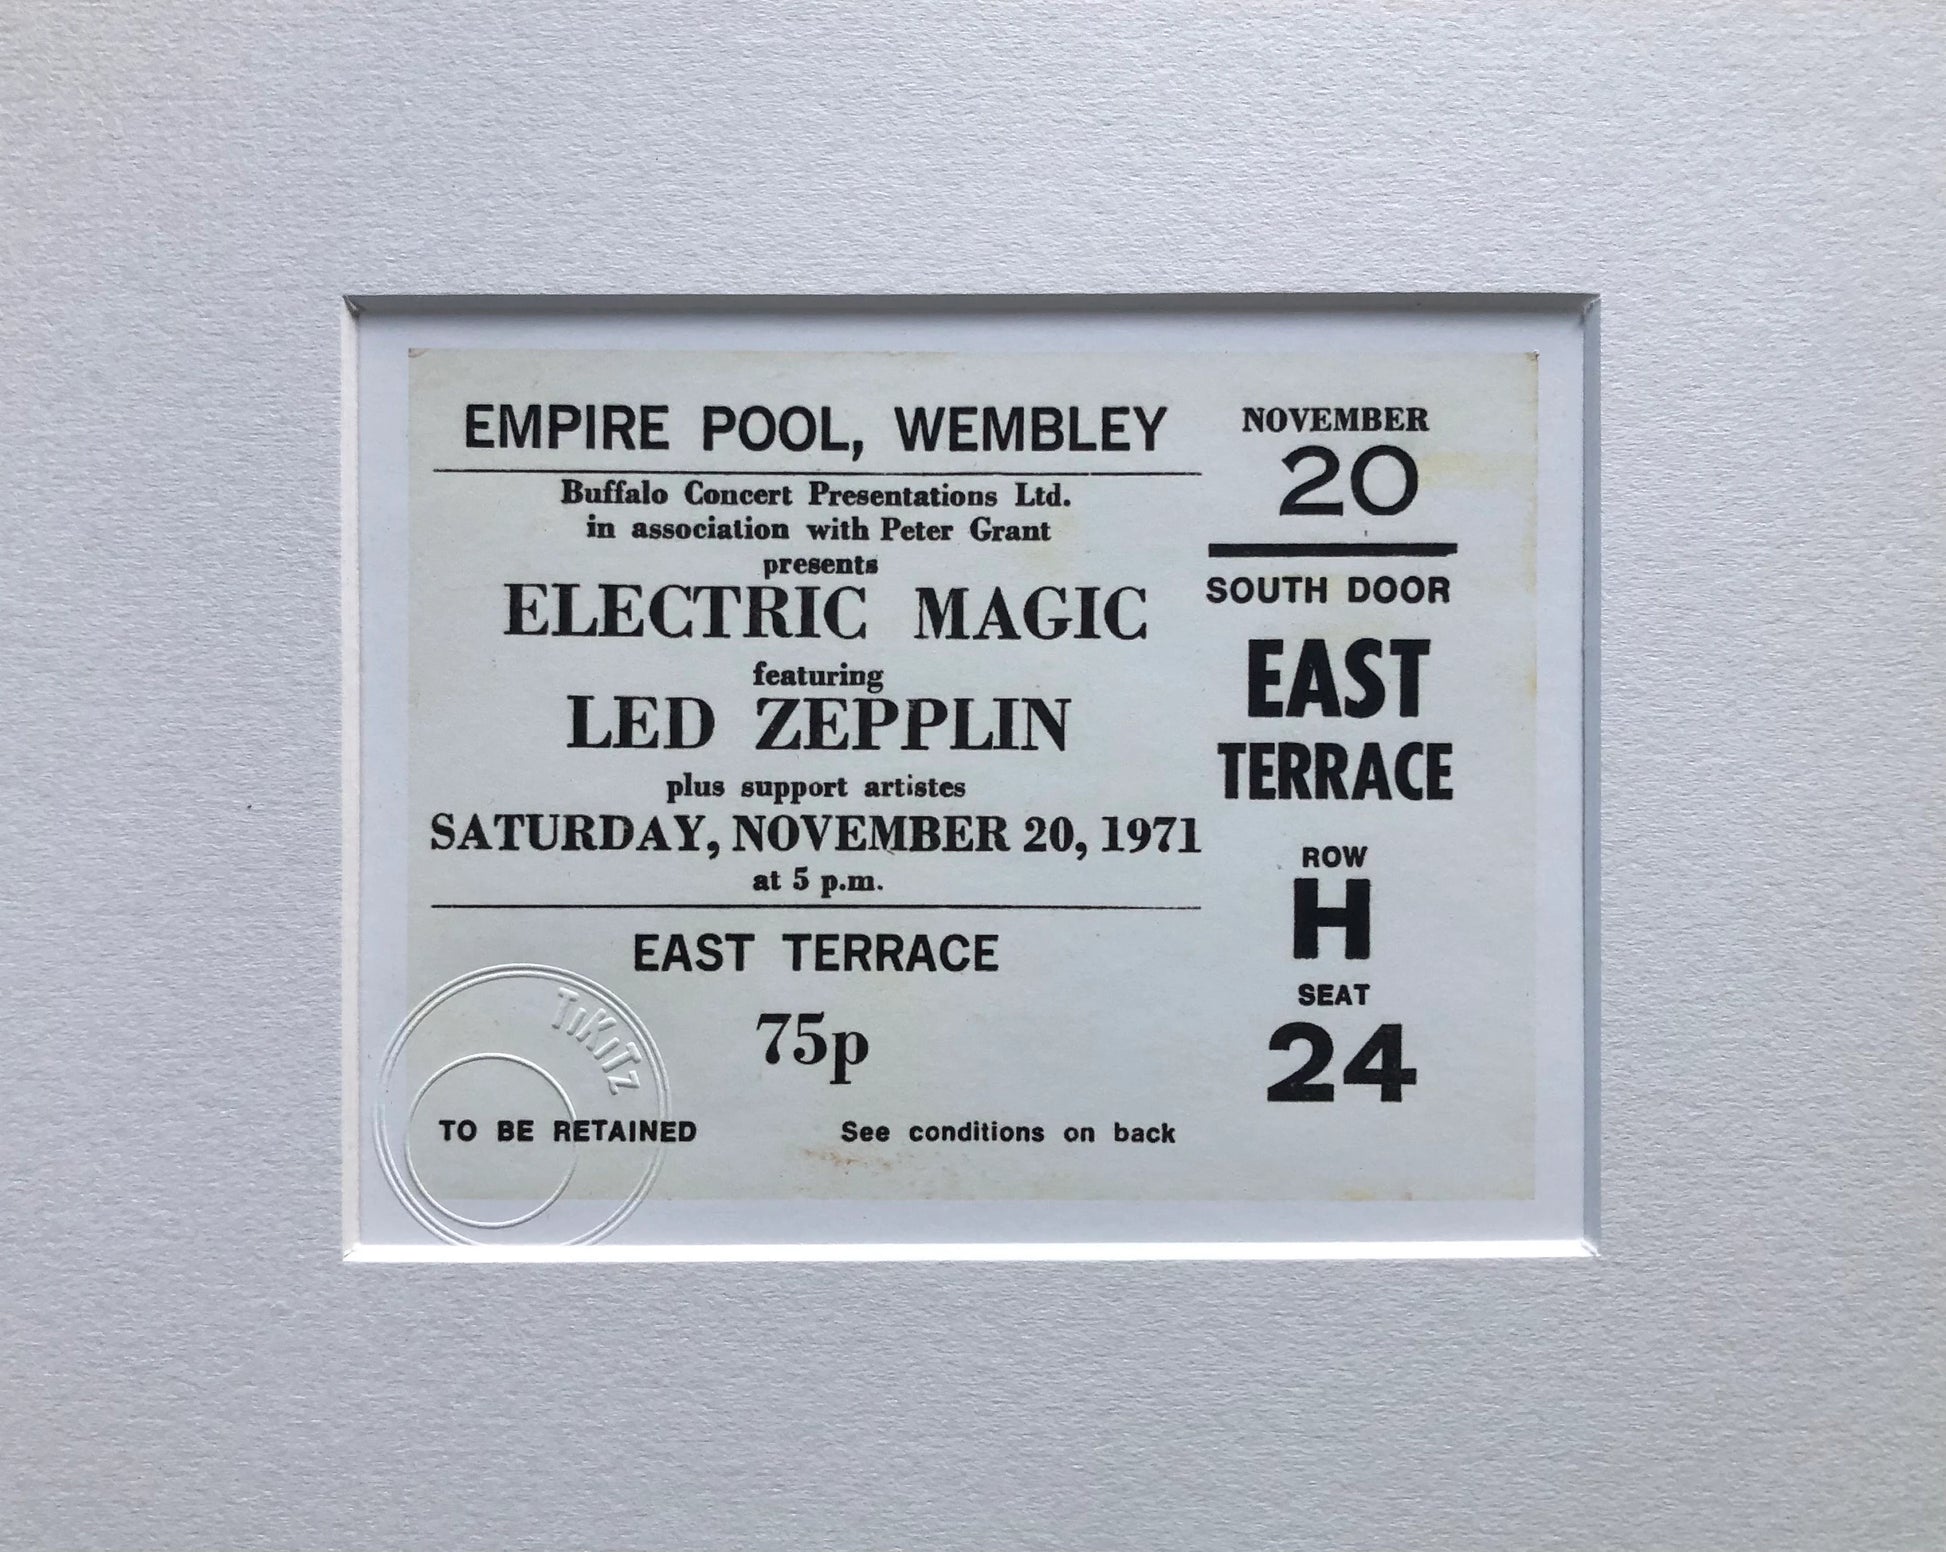 EMPIRE POOL, WEMBLEY
Buffalo Concert Presentations Ltd.
in association with Peter Grant
presents
ELECTRIC MAGIC
featuring
LED ZEPPLIN
plus support artistes
SATURDAY, NOVEMBER 20, 1971
at 5 p.m.
EAST TERRACE
75p
TO BE RETAINED See conditions on back
TiKiTz
NOVEMBER
20
SOUTH DOOR
EAST
TERRACE
ROW
H
SEAT
24